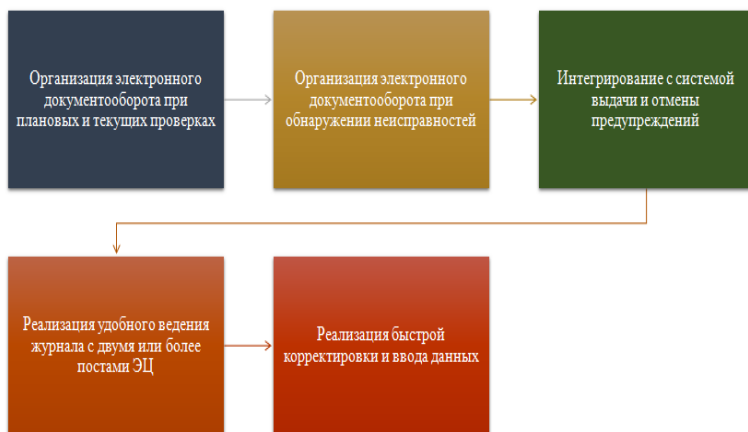 Организация электронного
документооборота при
плановых и текущих проверках
Организация электронного
документооборота при
обнаружении неисправностей
Интегрирование с системой
выдачи и отмены
предупреждений
Реализация удобного ведения
журнала с двумя или более
постами ЭЦ
Реализация быстрой
корректировки и ввода данных